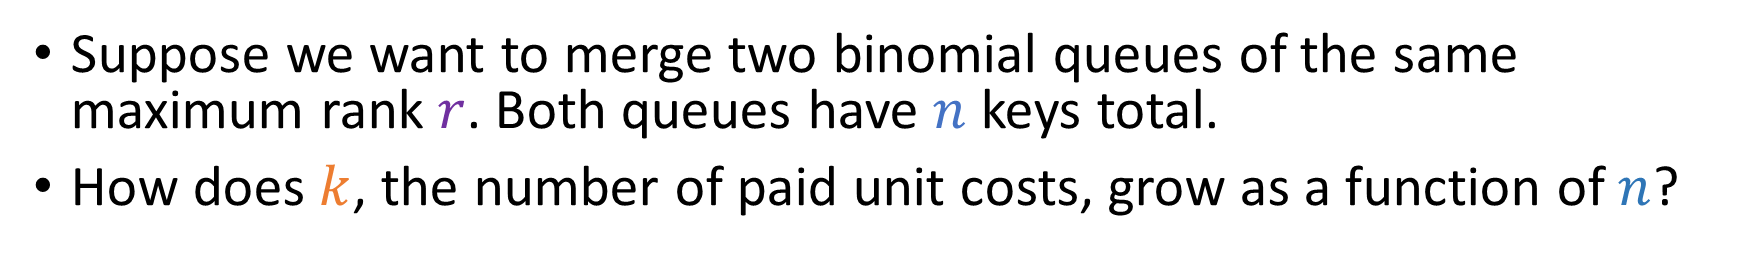 • Suppose we want to merge two binomial queues of the same
maximum rank r. Both queues have n keys total.
• How does k, the number of paid unit costs, grow as a function of n?